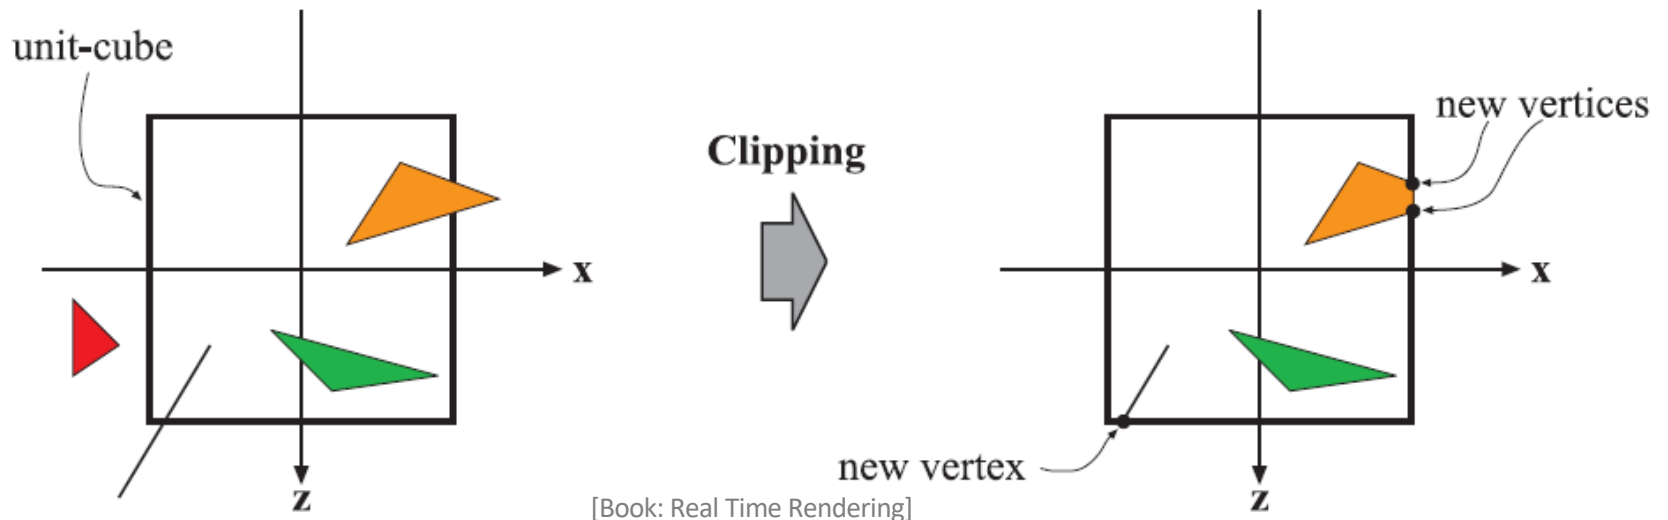 unit-cube
x
z
Clipping
new vertices
x
new vertex
z
[Book: Real Time Rendering]